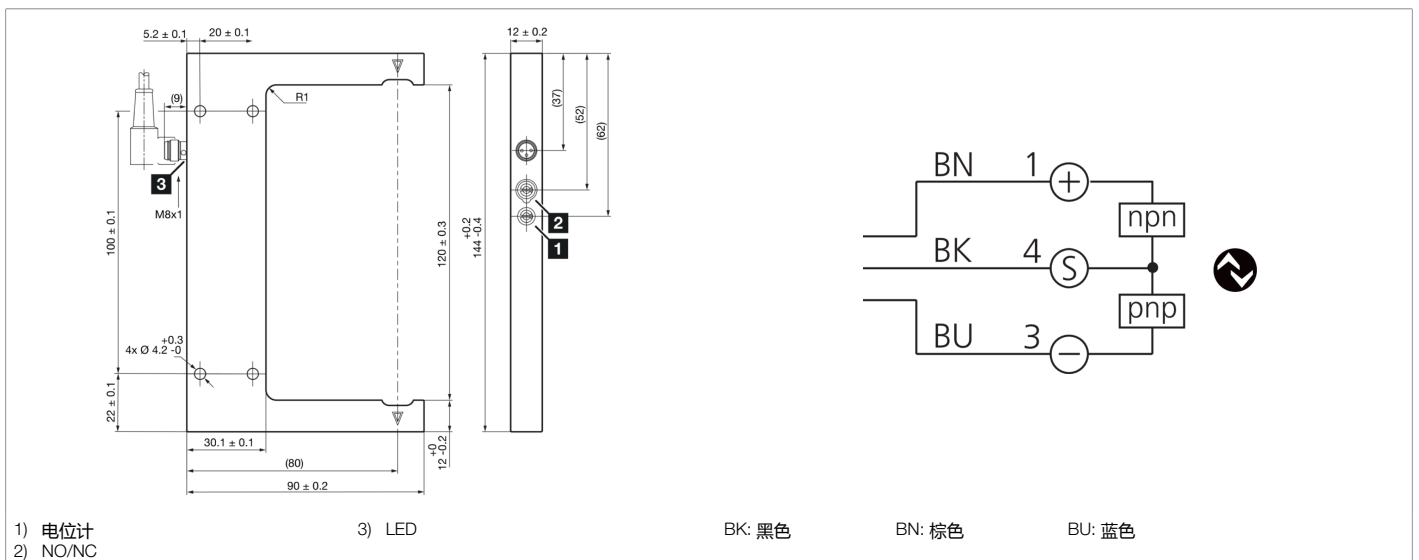 5.2 ± 0.1
20 ± 0.1
12 ± 0.2
(9)
R1
(37)
(52)
(62)
3
M8x1
2
1
100 ± 0.1
120 ± 0.3
+0.2
144 -0.4
+0.3
4x Ø 4.2 -0
22 ± 0.1
30.1 ± 0.1
+0
12 -0.2
(80)
90 ± 0.2
BN 1 +
npn
BK 4 S
pnp
BU 3 −
1) 电位计 3) LED BK: 黑色 BN: 棕色 BU: 蓝色
2) NO/NC